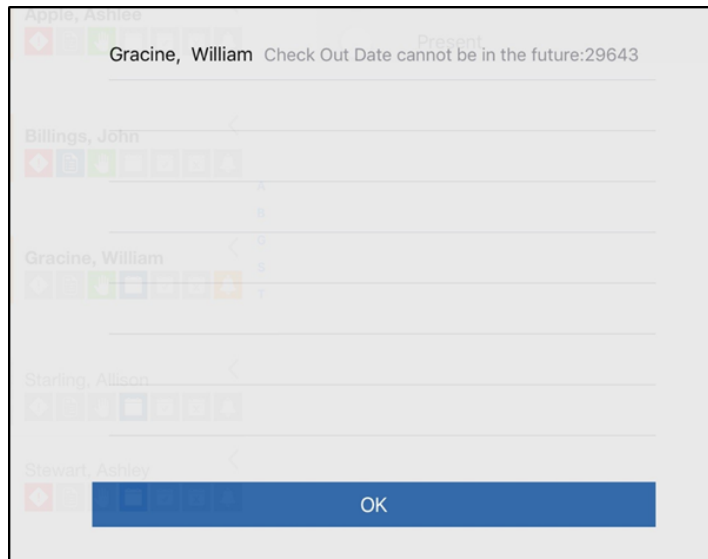 Apple, Ashlee
Present
Gracine, William Check Out Date cannot be in the future:29643
Billings, John
A
B
G
S
T
Gracine, William
Starling, Allison
Stewart, Ashley
OK